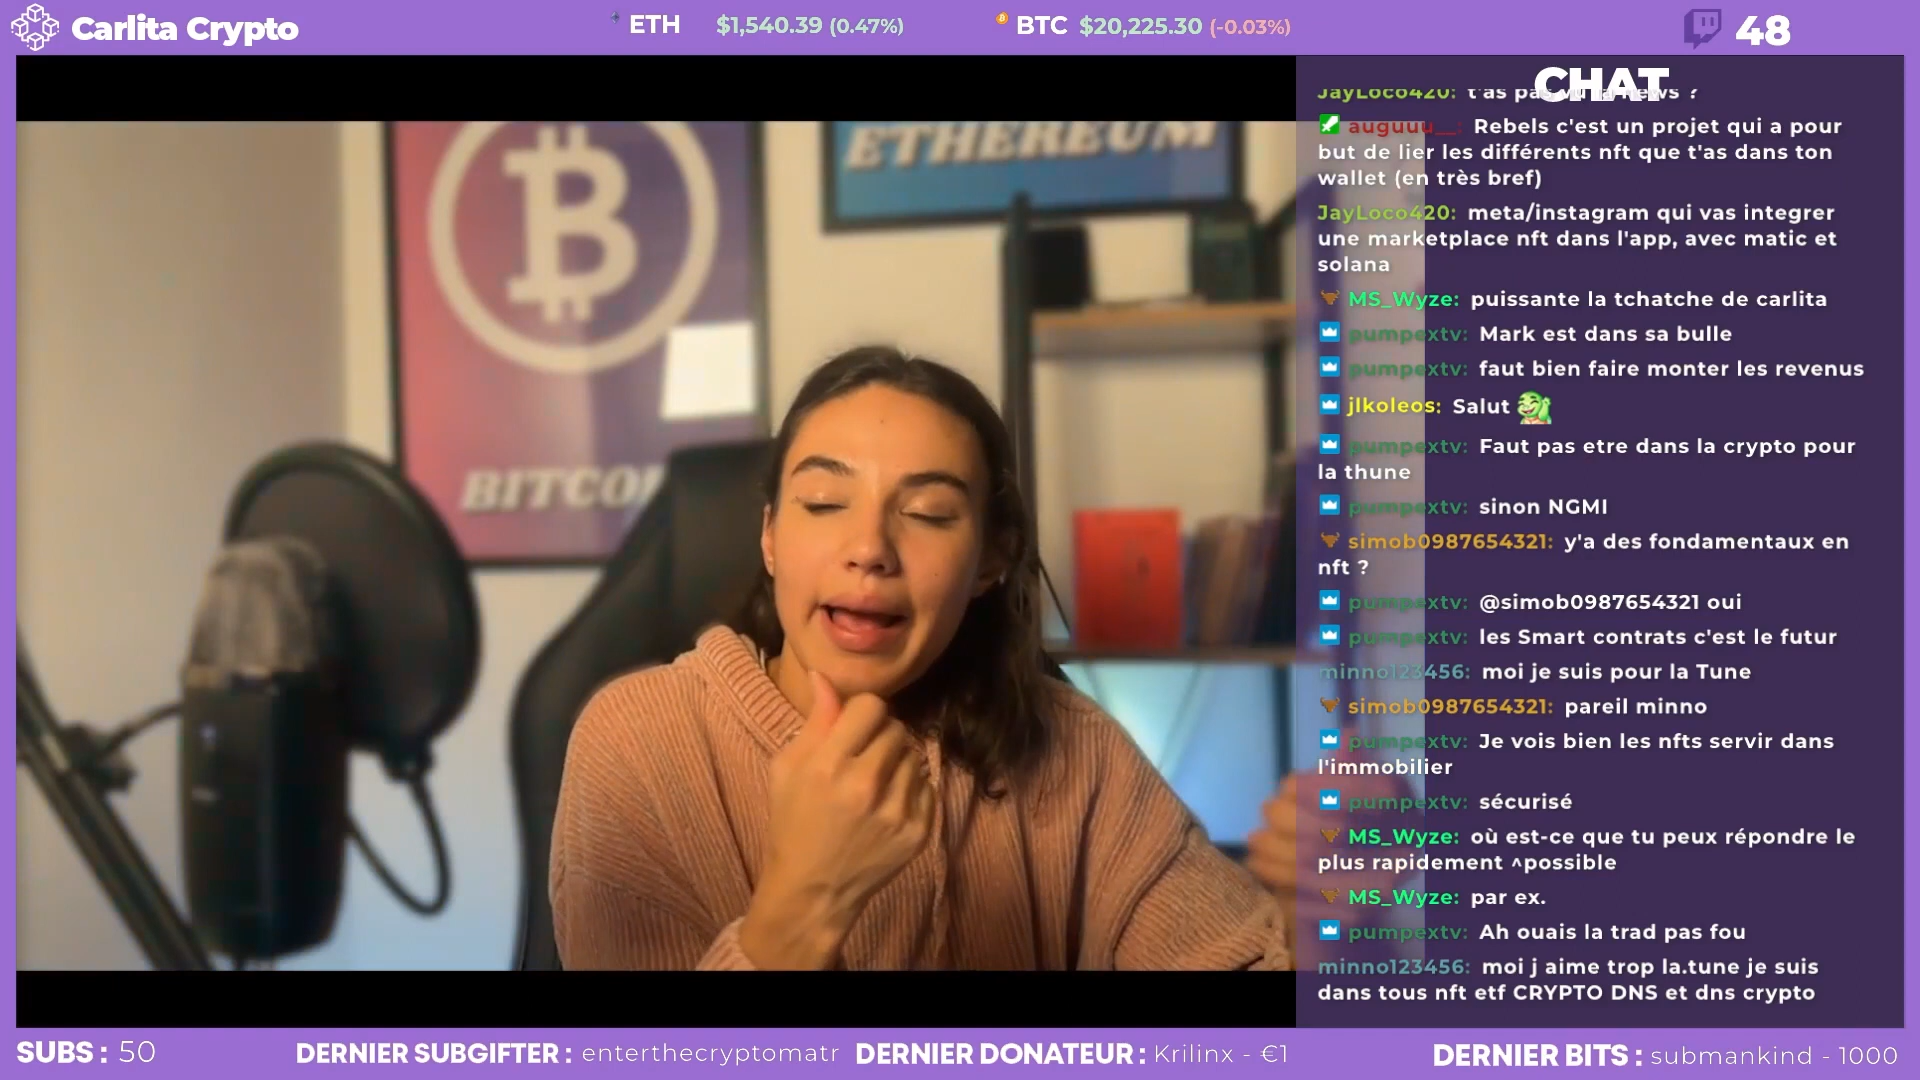 Carlita Crypto
ETH $1,540.39 (0.47%)
BTC $20,225.30 (-0.03%)
48
BITCOI
ETHEREUM
CHAT
JayLoco420: t'as pas vu la news ?
auguuu__: Rebels c'est un projet qui a pour
but de lier les différents nft que t'as dans ton
wallet (en très bref)
JayLoco420: meta/instagram qui vas integrer
une marketplace nft dans l'app, avec matic et
solana
MS_Wyze: puissante la tchatche de carlita
pumpextv: Mark est dans sa bulle
pumpextv: faut bien faire monter les revenus
jlkoleos: Salut
pumpextv: Faut pas etre dans la crypto pour
la thune
pumpextv: sinon NGMI
simob0987654321: y'a des fondamentaux en
nft ?
pumpextv: @simob0987654321 oui
pumpextv: les Smart contrats c'est le futur
minno123456: moi je suis pour la Tune
simob0987654321: pareil minno
pumpextv: Je vois bien les nfts servir dans
l'immobilier
pumpextv: sécurisé
MS_Wyze: où est-ce que tu peux répondre le
plus rapidement ^possible
MS_Wyze: par ex.
pumpextv: Ah ouais la trad pas fou
minno123456: moi j aime trop la.tune je suis
dans tous nft etf CRYPTO DNS et dns crypto
SUBS : 50
DERNIER SUBGIFTER : enterthecryptomatr
DERNIER DONATEUR : Krilinx - €1
DERNIER BITS : submankind - 1000